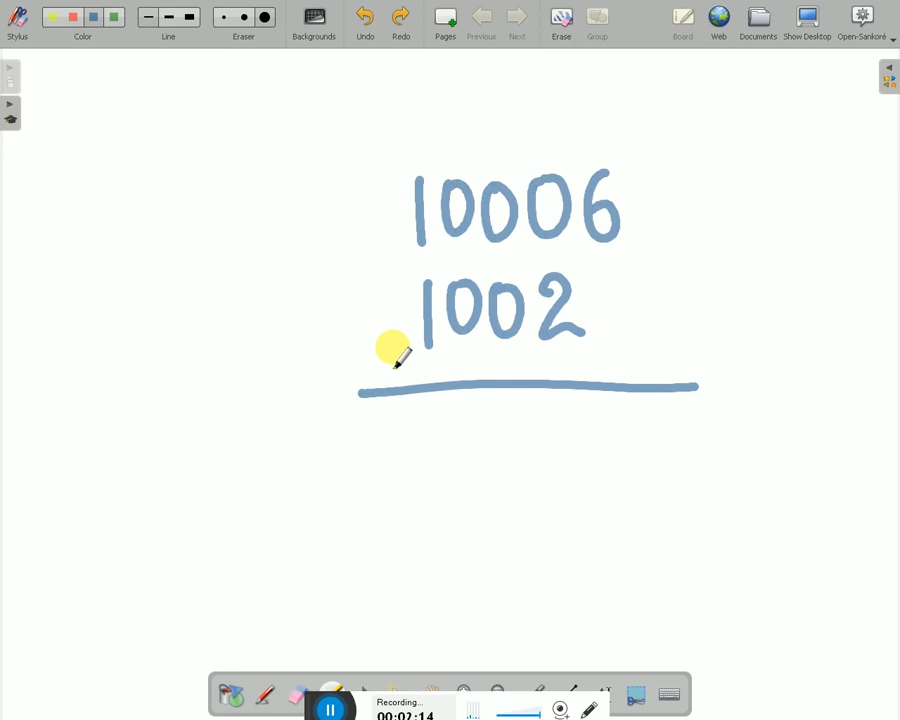 Stylus Color Line Eraser Backgrounds Undo Redo Pages Previous Next Erase Group Board Web Documents Show Desktop Open-Sankoré
10006
1002
Recording...
00:02:14